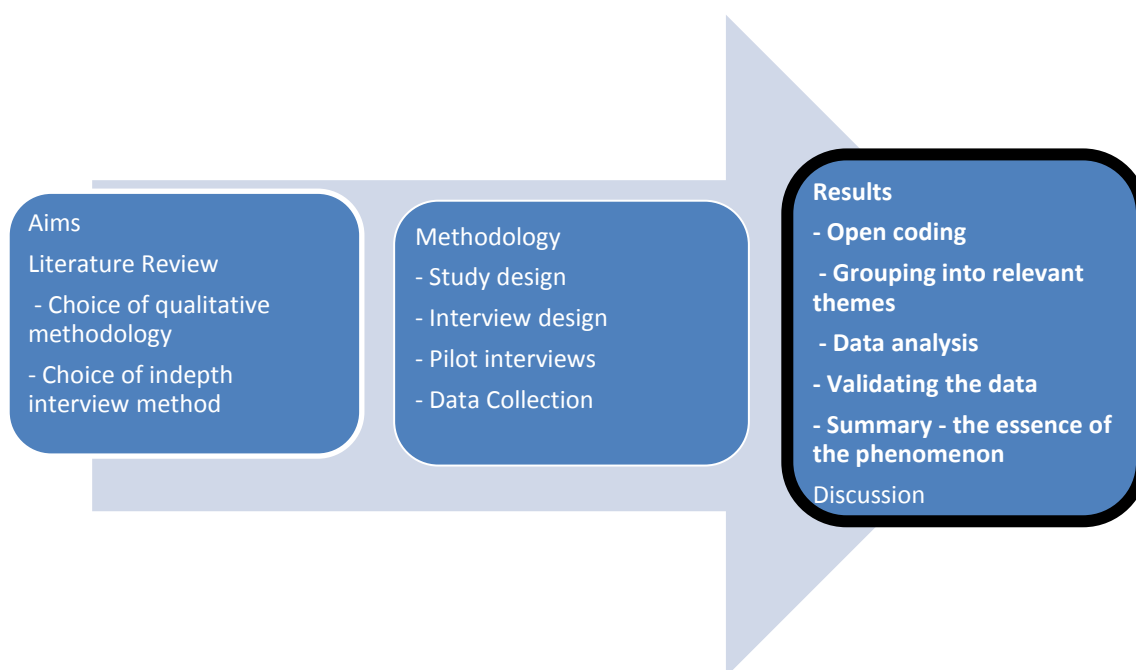 Aims
Literature Review
- Choice of qualitative
methodology
- Choice of indepth
interview method
Methodology
- Study design
- Interview design
- Pilot interviews
- Data Collection
Results
- Open coding
- Grouping into relevant
themes
- Data analysis
- Validating the data
- Summary - the essence of
the phenomenon
Discussion